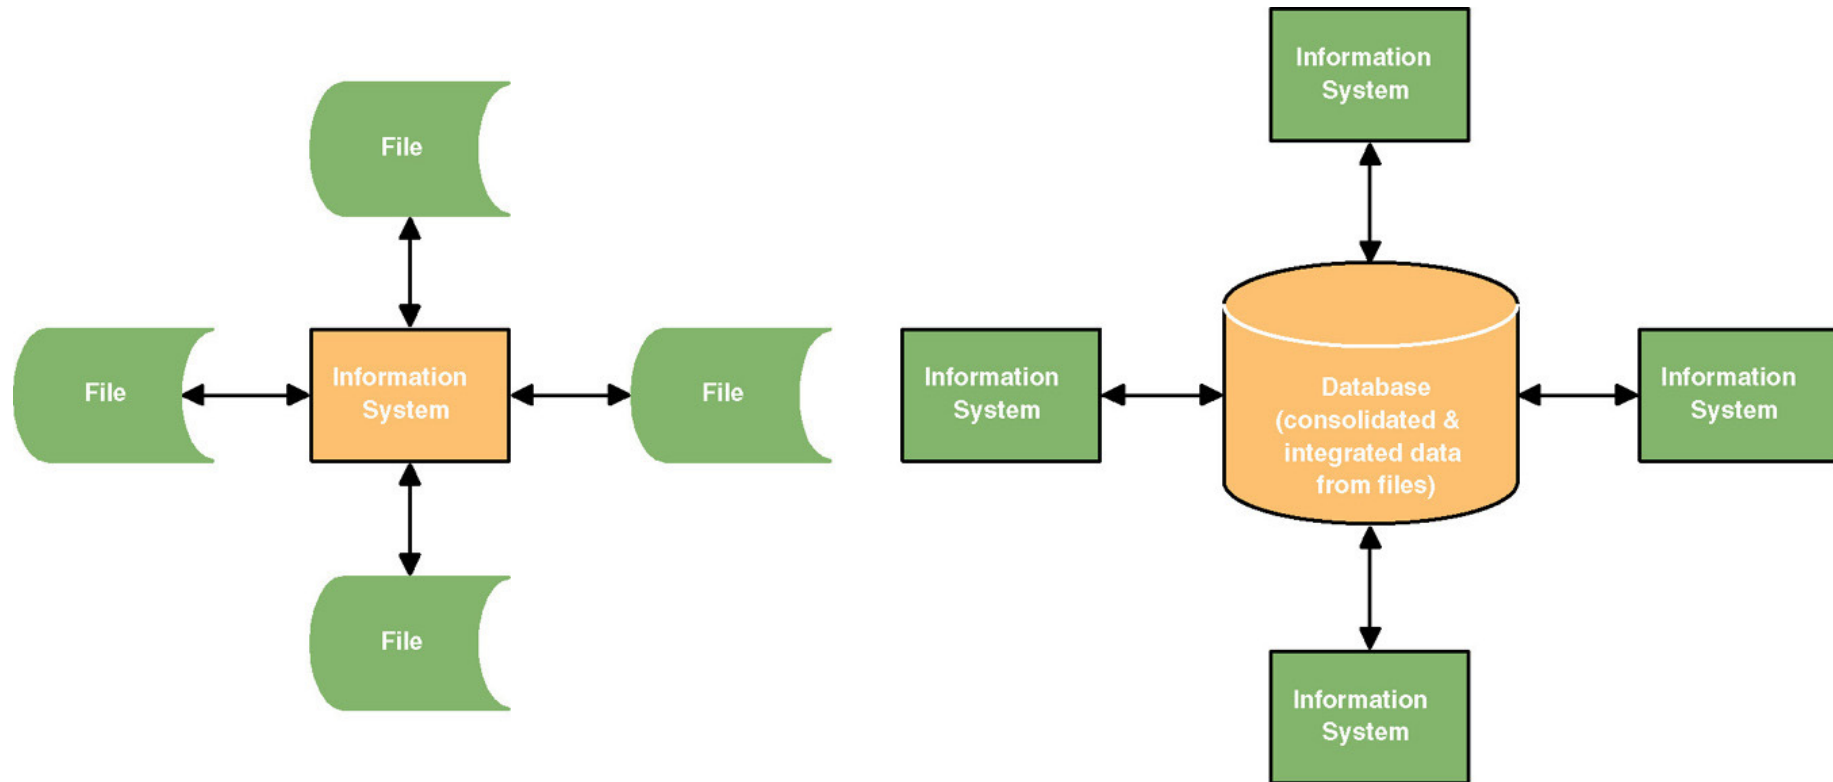 File
File
Information
System
File
File
Information
System
Information
System
Database
(consolidated &
integrated data
from files)
Information
System
Information
System